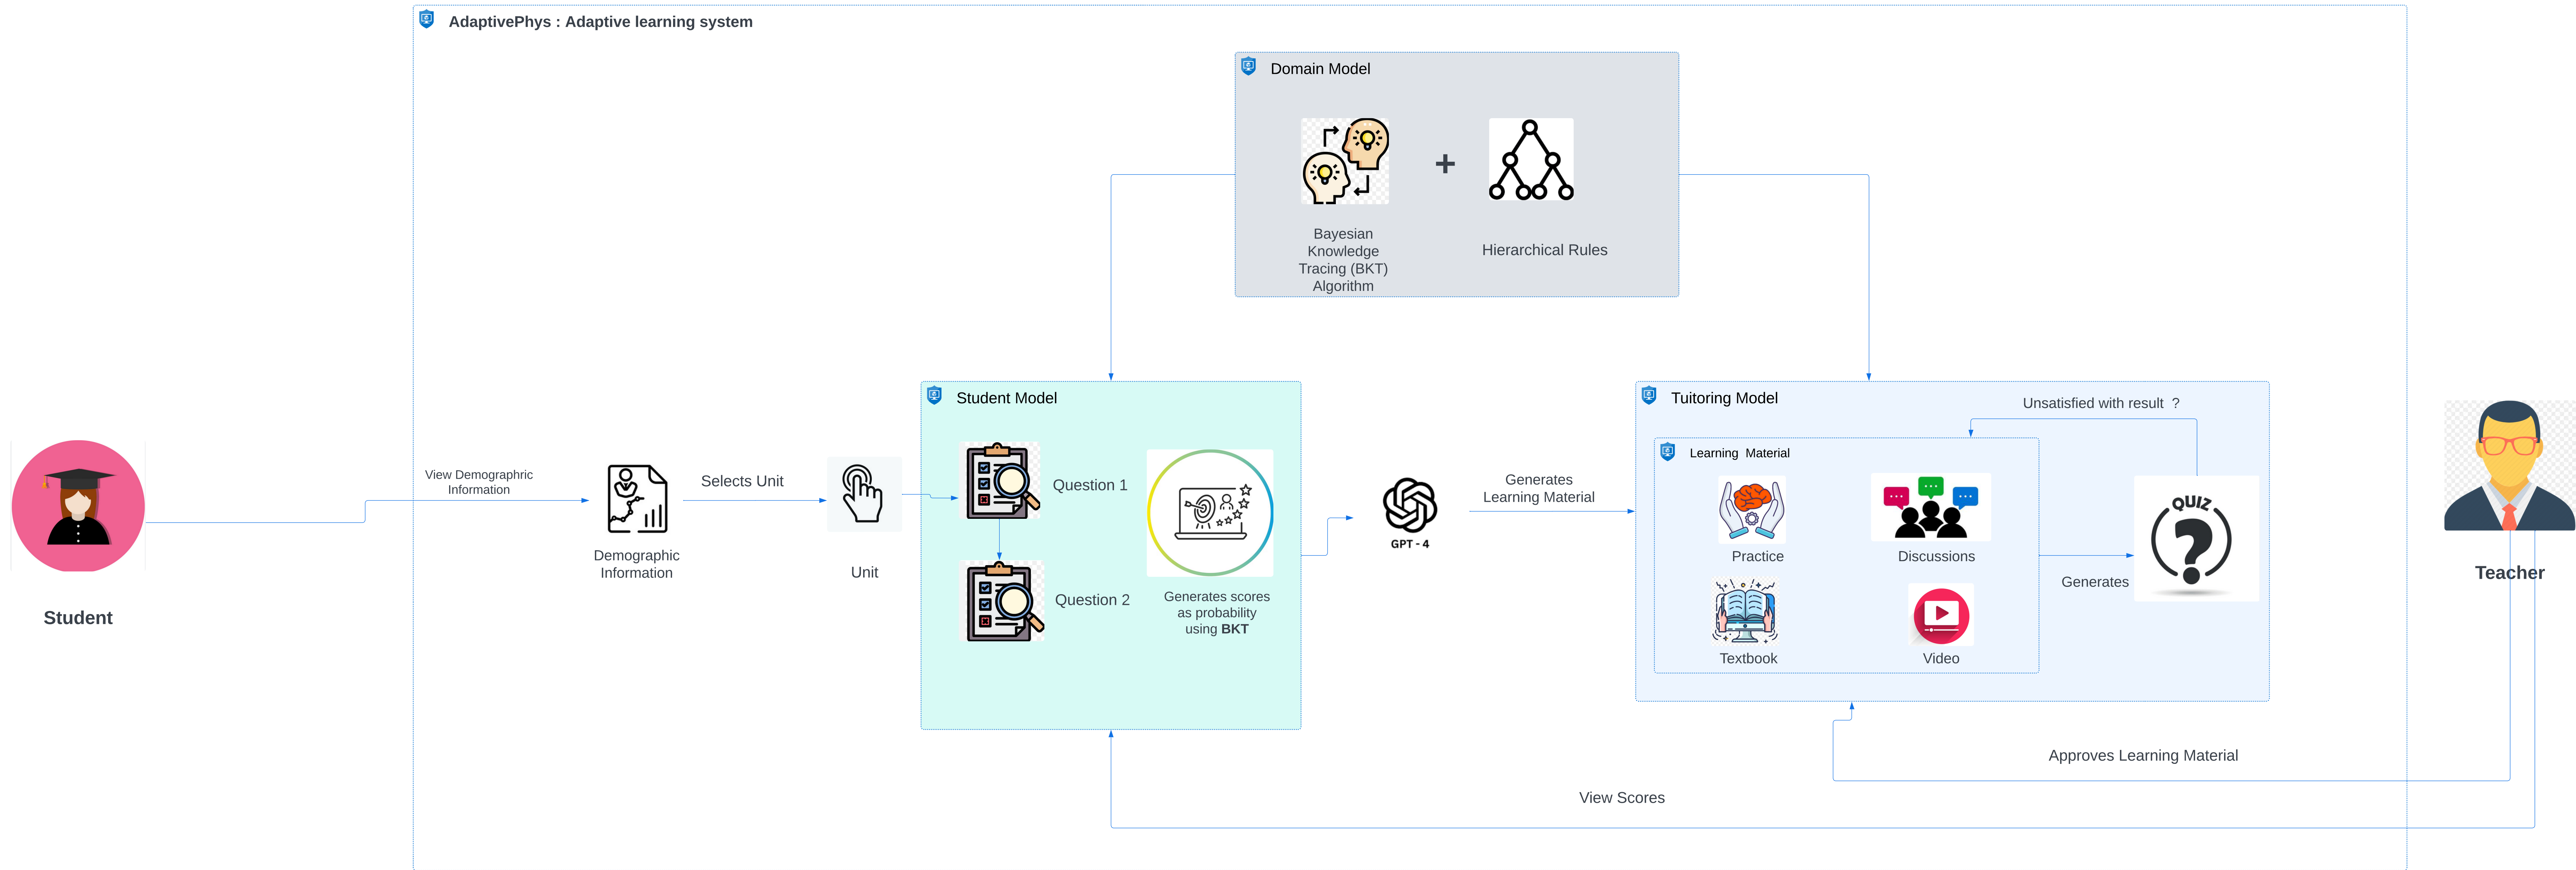 AdaptivePhys : Adaptive learning system
Domain Model
+
Bayesian
Knowledge
Tracing (BKT)
Algorithm
Hierarchical Rules
Student
View Demographric
Information
Demographic
Information
Selects Unit
Unit
Student Model
Question 1
Question 2
Generates scores
as probability
using BKT
GPT - 4
Generates
Learning Material
Tuitoring Model
Unsatisfied with result  ?
Learning  Material
Practice
Discussions
Textbook
Video
Generates
QUIZ
?
Teacher
Approves Learning Material
View Scores